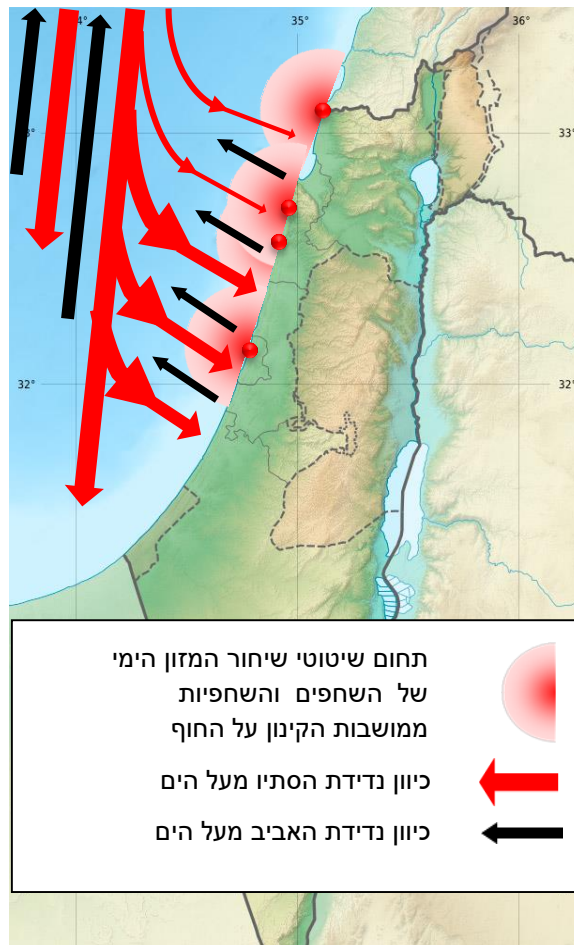 34° 35° 36°
33° 33°
32° 32°
תחום שיטוטי שיחור המזון הימי
של השחפים והשחפיות
ממושבות הקינון על החוף
כיוון נדידת הסתיו מעל הים
כיוון נדידת האביב מעל הים